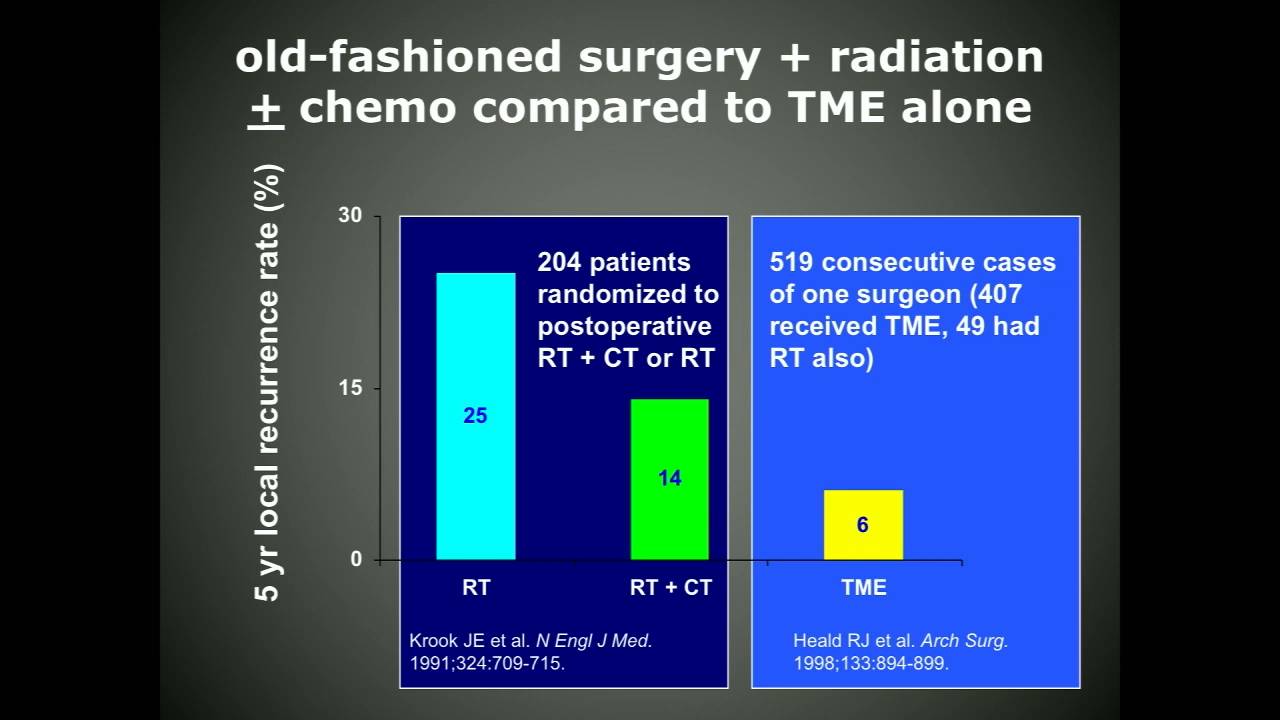 old-fashioned surgery + radiation
+ chemo compared to TME alone
5 yr local recurrence rate (%)
30
15
0
204 patients
randomized to
postoperative
RT + CT or RT
25
14
RT
RT + CT
Krook JE et al. N Engl J Med.
1991;324:709-715.
519 consecutive cases
of one surgeon (407
received TME, 49 had
RT also)
6
TME
Heald RJ et al. Arch Surg.
1998;133:894-899.